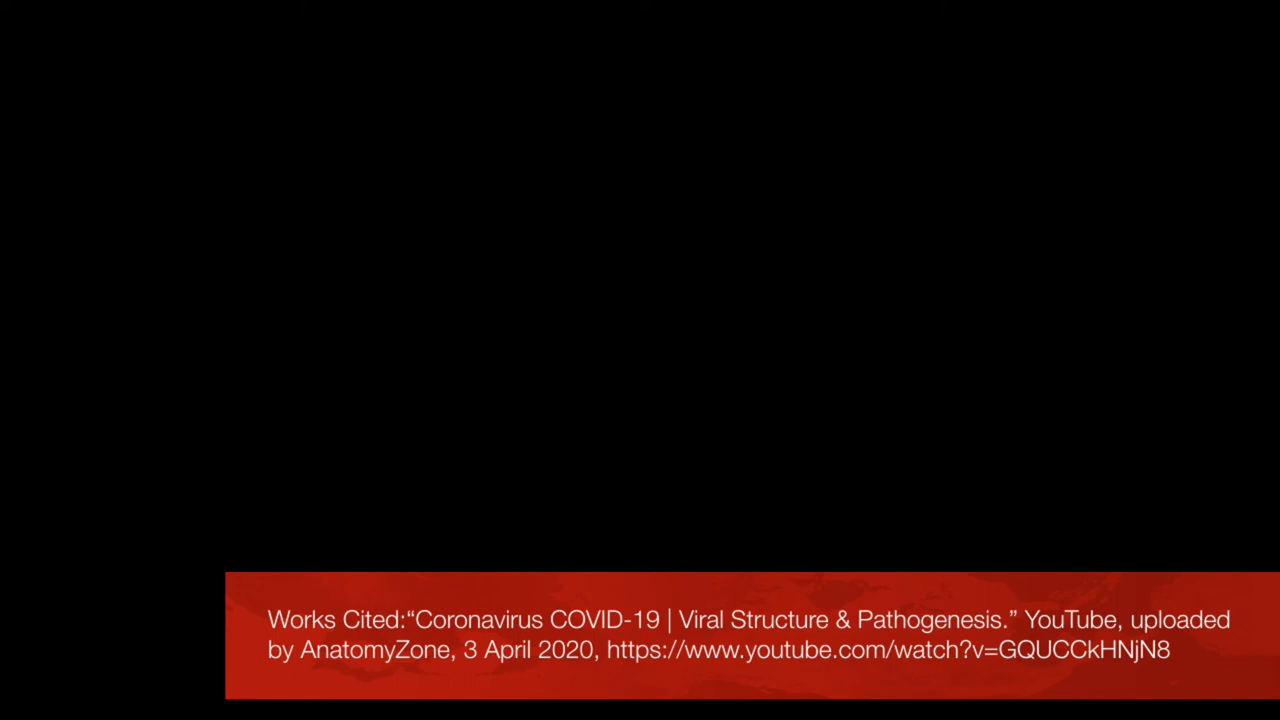 Works Cited:“Coronavirus COVID-19 | Viral Structure & Pathogenesis.” YouTube, uploaded
by AnatomyZone, 3 April 2020, https://www.youtube.com/watch?v=GQUCCkHNjN8